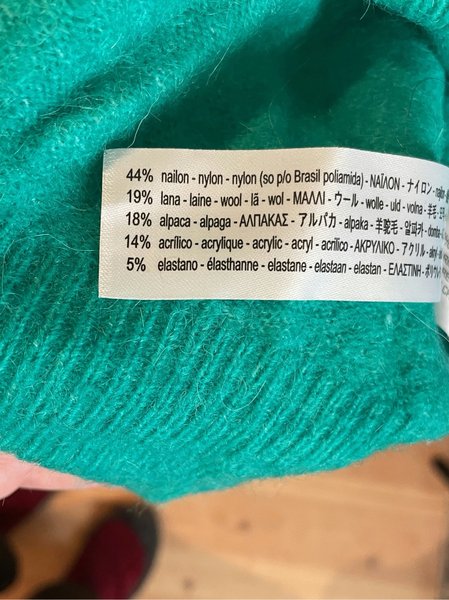 44% nailon - nylon - nylon (so p/o Brasil poliamida) - ΝΑΪΛΟΝ - ナイロン -
19% lana - laine - wool - lã - wol - ΜΑΛΛΙ - ウール - wolle - uld - volna - 羊毛 -
18% alpaca - alpaga - ΑΛΠΑΚΑΣ - アルパカ - alpaka - 羊驼毛 - 알파카 -
14% acrílico - acrylique - acrylic - acryl - acrílico - ΑΚΡΥΛΙΚΟ - アクリル -
5% elastano - élasthanne - elastane - elastaan - elastan - ΕΛΑΣΤΙΝΗ -